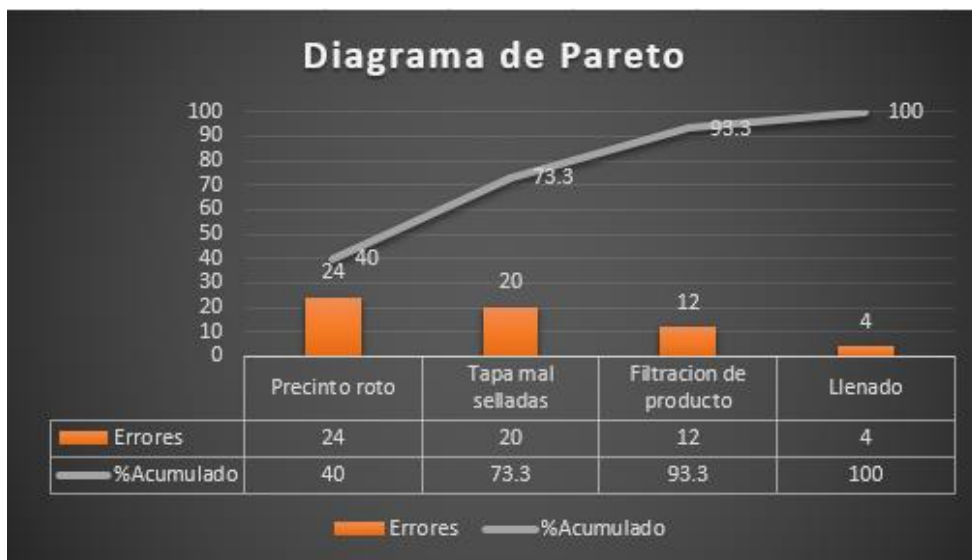 Diagrama de Pareto
100
90
80
70
60
50
40
30
20
10
0
40
73.3
93.3
100
24
20
12
4
Precinto roto
Tapa mal
selladas
Filtracion de
producto
Llenado
Errores 24 20 12 4
%Acumulado 40 73.3 93.3 100
Errores %Acumulado